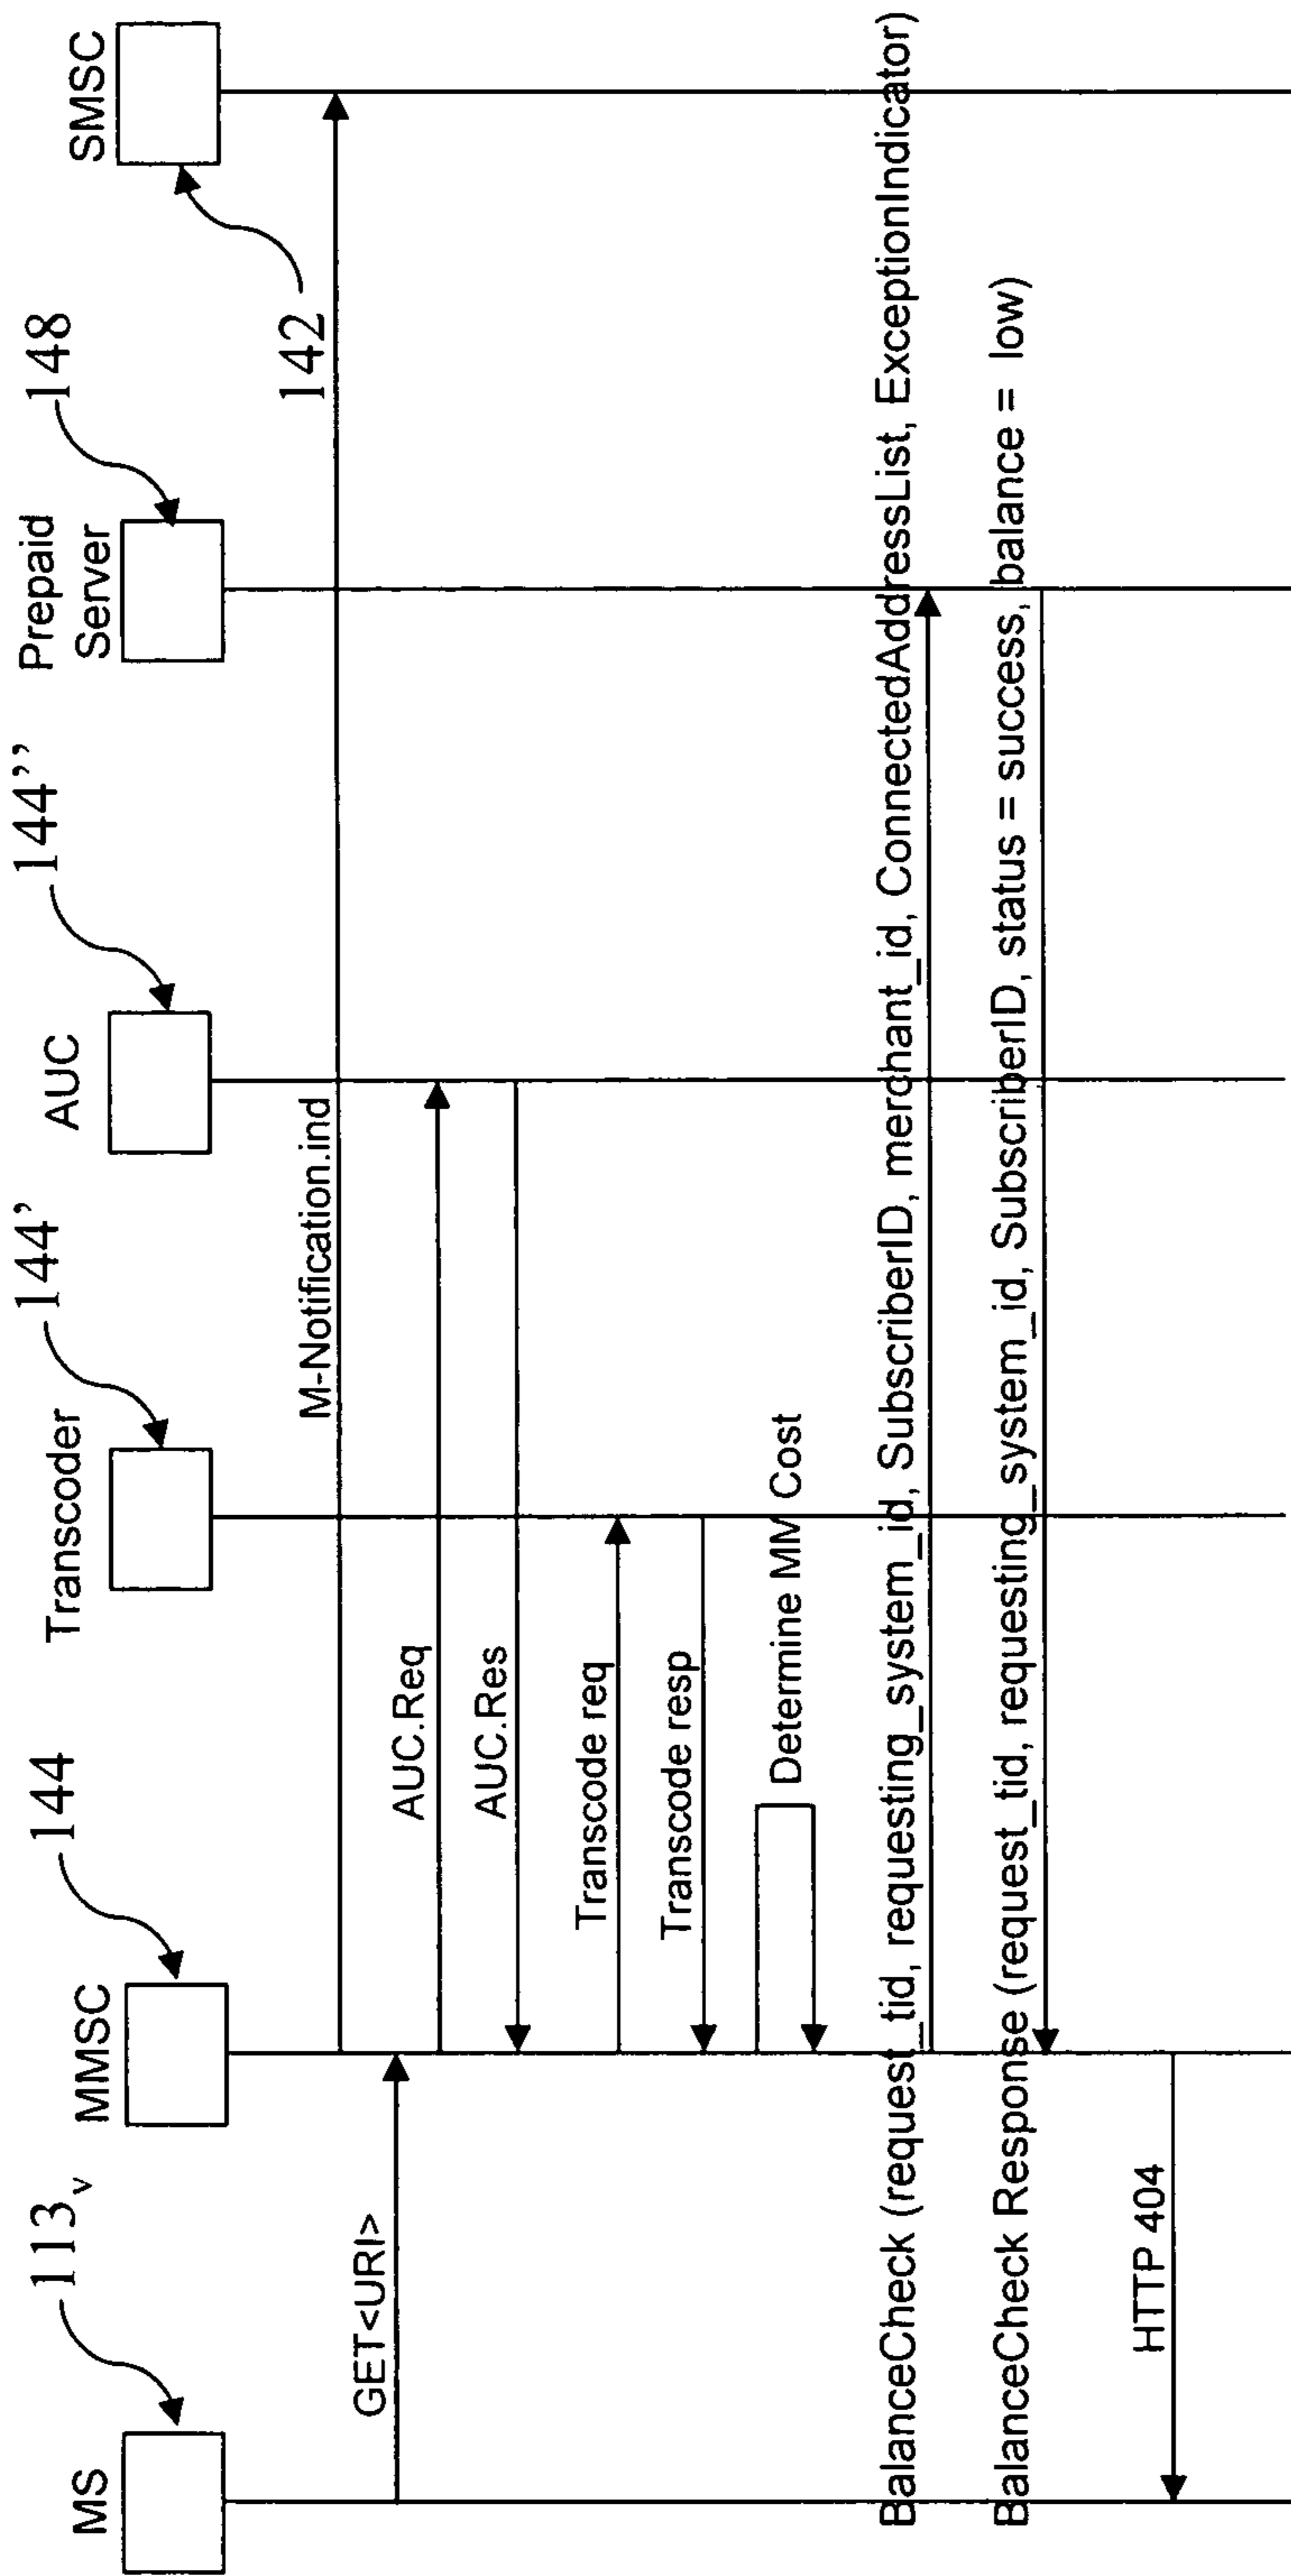 MS
113v
MMSC
144
Transcoder
144’
AUC
144’’
Prepaid
Server
148
SMSC
142
M-Notification.ind
GET<URI>
AUC.Req
AUC.Res
Transcode req
Transcode resp
Determine MM Cost
BalanceCheck (request_tid, requesting_system_id, SubscriberID, merchant_id, ConnectedAddressList, ExceptionIndicator)
BalanceCheck Response (request_tid, requesting_system_id, SubscriberID, status = success, balance = low)
HTTP 404